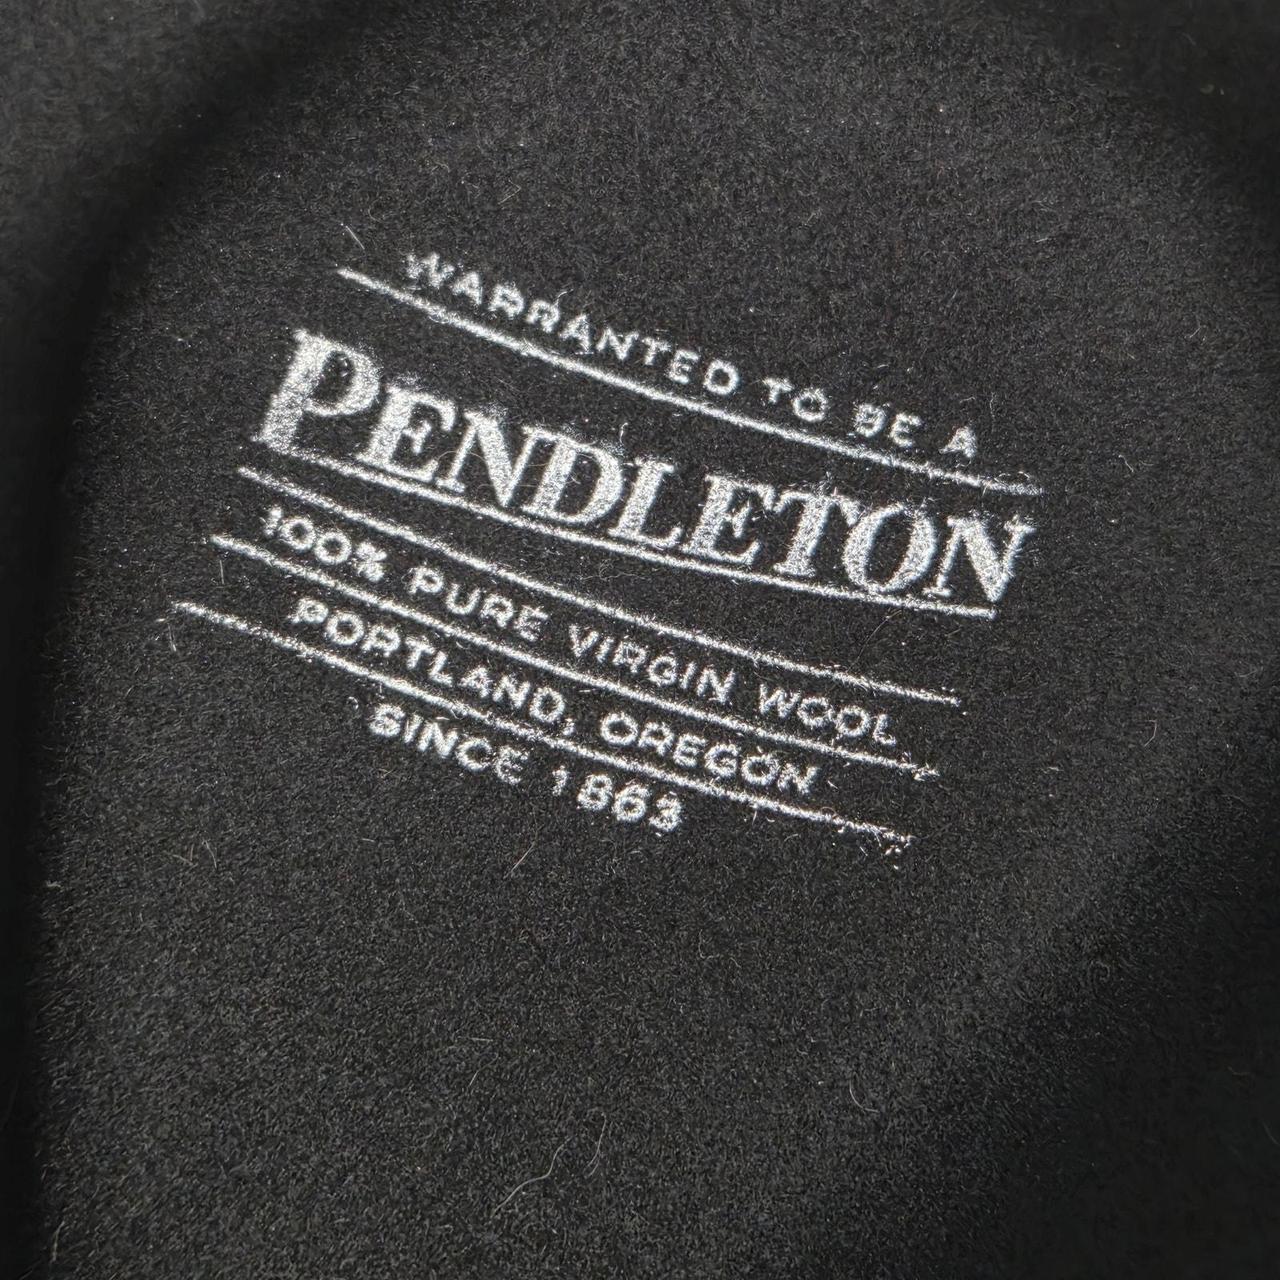 WARRANTED TO BE A
PENDLETON
100% PURE VIRGIN WOOL
PORTLAND, OREGON
SINCE 1863